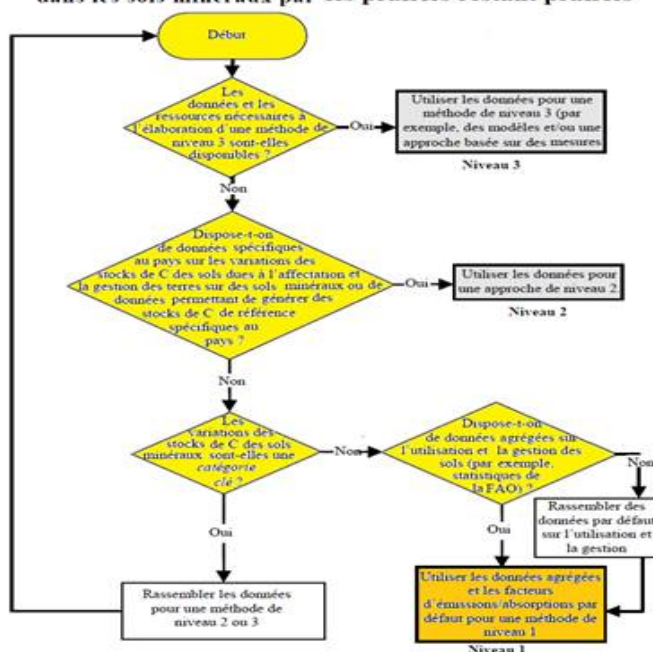 dans les sols minéraux par les prairies restant prairies
Début
Les
données et les
ressources nécessaires à
l'élaboration d'une méthode de
niveau 3 sont-elles
disponibles ?
Oui
Utiliser les données pour une
méthode de niveau 3 (par
exemple, des modèles et/ou une
approche basée sur des mesures
Niveau 3
Non
Dispose-t-on
de données spécifiques
au pays sur les variations des
stocks de C des sols dues à l'affectation et
la gestion des terres sur des sols minéraux ou de
données permettant de générer des
stocks de C de référence
spécifiques au
pays ?
Oui
Utiliser les données pour
une approche de niveau 2.
Niveau 2
Non
Les
variations des
stocks de C des sols
minéraux sont-elles une
catégorie
clé ?
Non
Dispose-t-on
de données agrégées sur
l'utilisation et la gestion des
sols (par exemple,
statistiques de
la FAO) ?
Non
Rassembler des
données par défaut
sur l'utilisation et
la gestion
Oui
Oui
Rassembler les données
pour une méthode de
niveau 2 ou 3
Utiliser les données agrégées
et les facteurs
d'émissions/absorptions par
défaut pour une méthode de
niveau 1
Niveau 1